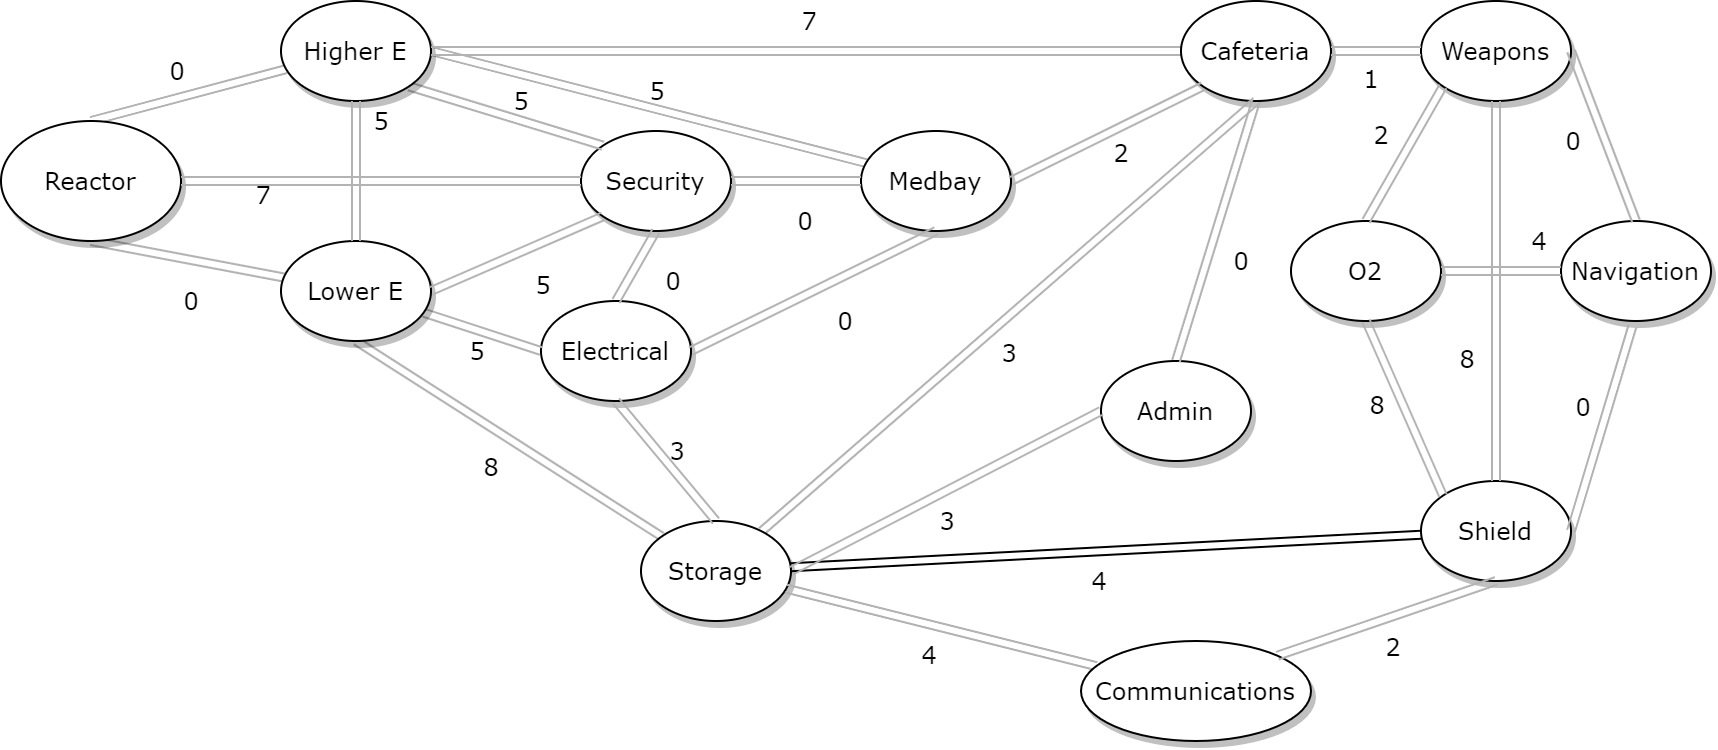 7
Higher E
Cafeteria
Weapons
0
5
5
1
5
2
0
Reactor
7
Security
Medbay
2
0
4
0
O2
Navigation
Lower E
0
5
0
0
5
Electrical
3
8
8
0
Admin
3
8
3
Storage
Shield
4
4
2
Communications